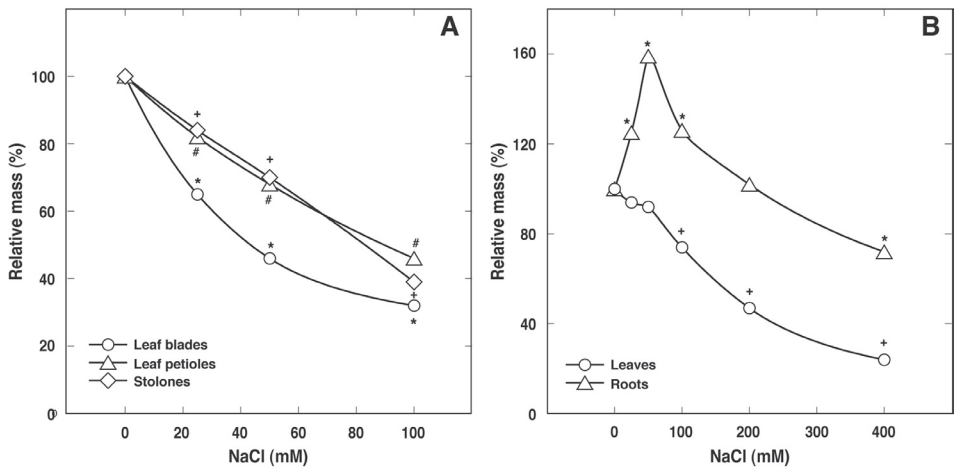 A
Relative mass (%)
100
80
60
40
20
0
0 20 40 60 80 100
NaCl (mM)
+ + +
# # #
* * *
Leaf blades
Leaf petioles
Stolones
B
Relative mass (%)
160
120
80
40
0
0 100 200 300 400
NaCl (mM)
* * * *
+ + +
Leaves
Roots